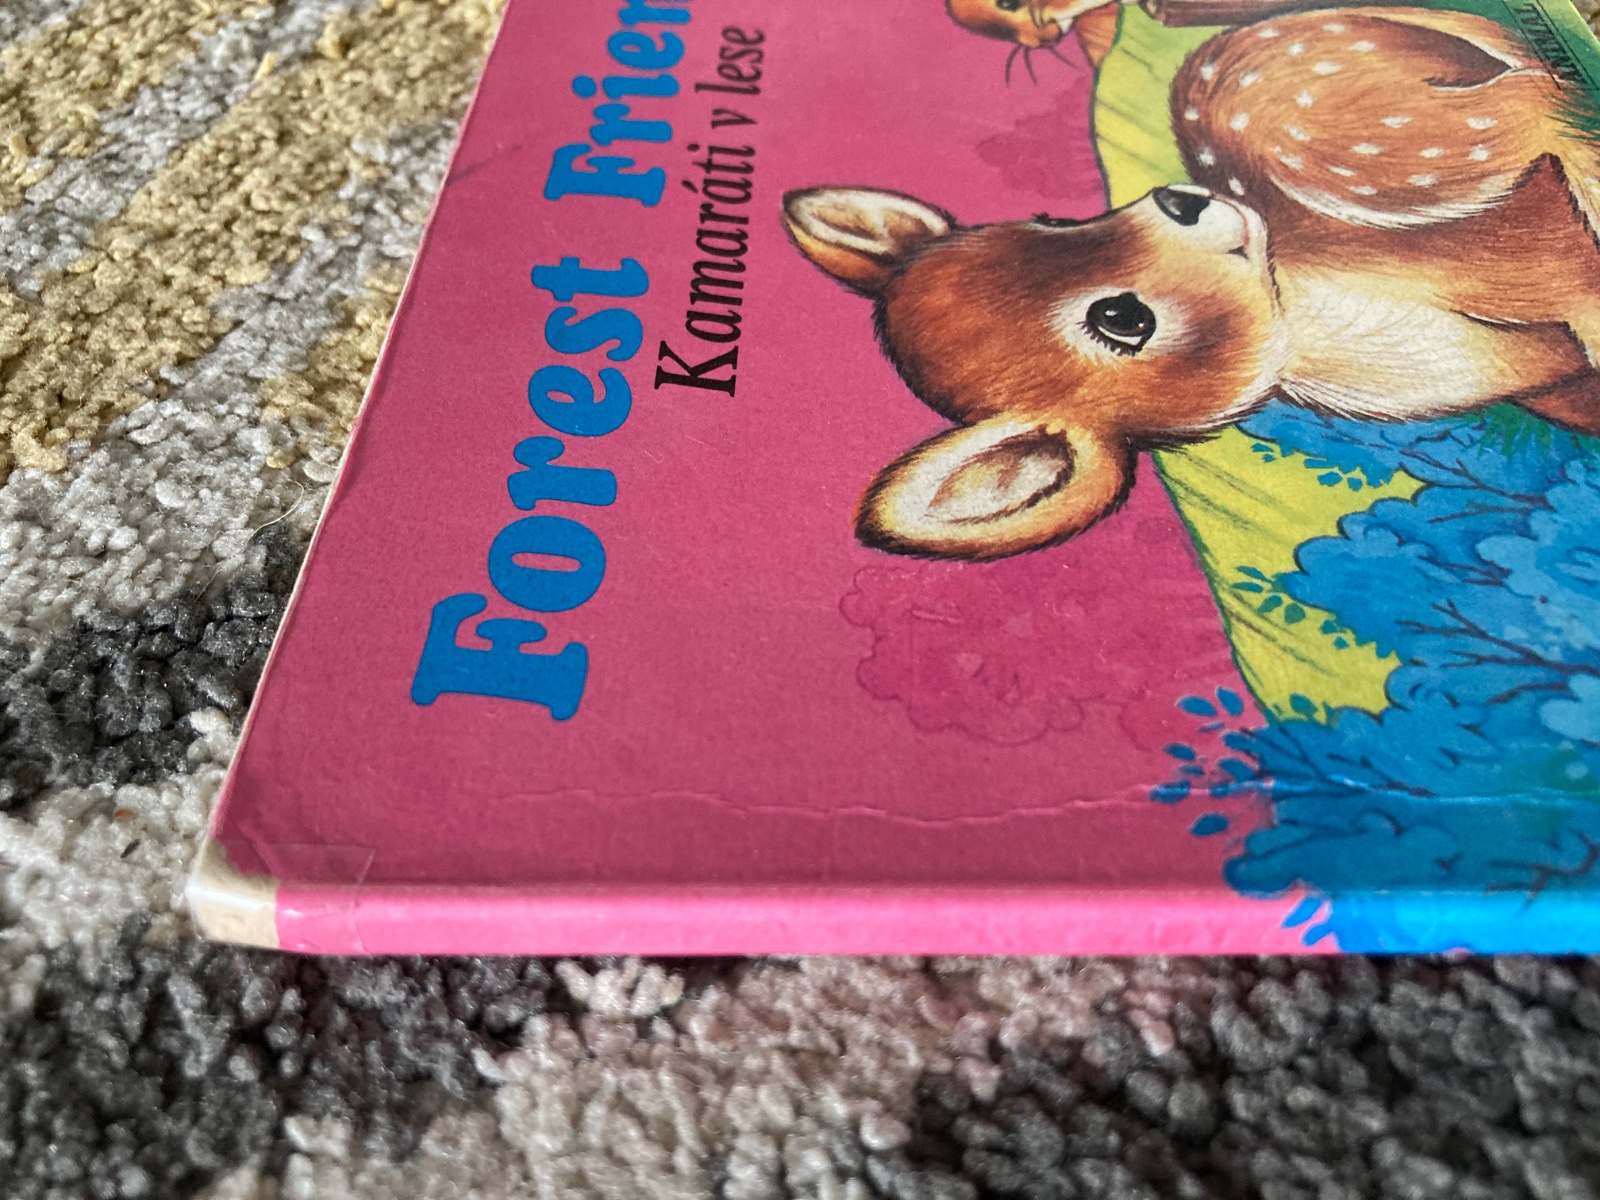 Forest Frien
Kamaráti v lese